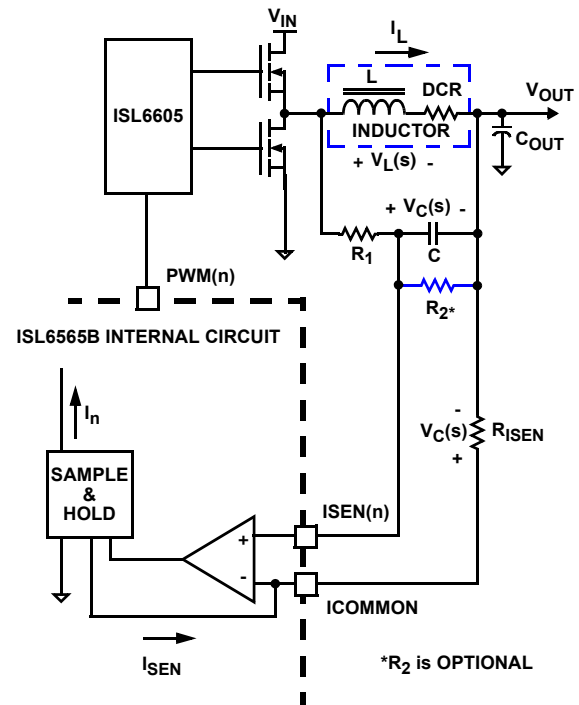 VIN
IL
ISL6605
L
DCR
VOUT
INDUCTOR
COUT
+ VL(s) -
+ VC(s) -
R1
C
PWM(n)
R2*
ISL6565B INTERNAL CIRCUIT
In
-
VC(s)
+
RISEN
SAMPLE
&
HOLD
ISEN(n)
+
-
ICOMMON
ISEN
*R2 is OPTIONAL